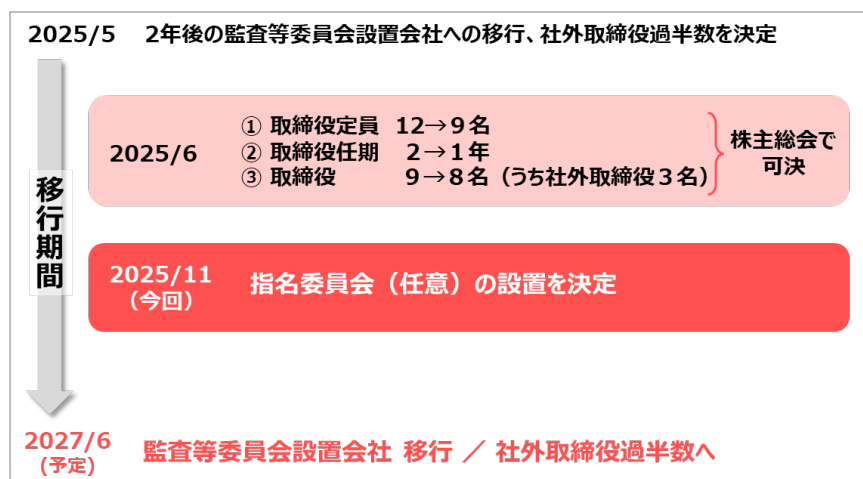 2025/5 2年後の監査等委員会設置会社への移行、社外取締役過半数を決定
移行期間
2025/6
① 取締役定員 12→9名
② 取締役任期 2→1年
③ 取締役 9→8名（うち社外取締役3名）
株主総会で
可決
2025/11
（今回）
指名委員会（任意）の設置を決定
2027/6
(予定)
監査等委員会設置会社 移行 ／ 社外取締役過半数へ